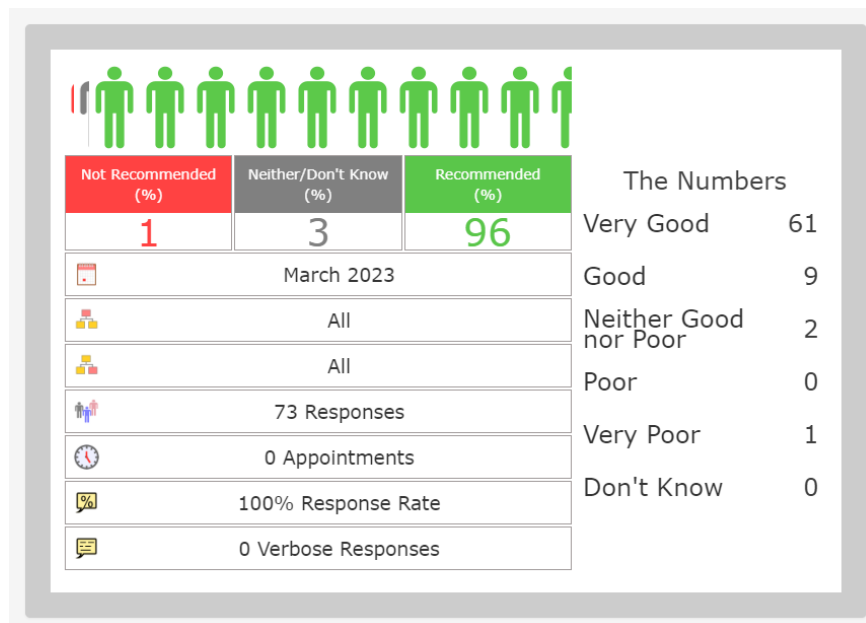 Not Recommended
(%)
Neither/Don't Know
(%)
Recommended
(%)
1
3
96
March 2023
All
All
73 Responses
0 Appointments
%
100% Response Rate
0 Verbose Responses
The Numbers
Very Good 61
Good 9
Neither Good
nor Poor 2
Poor 0
Very Poor 1
Don't Know 0